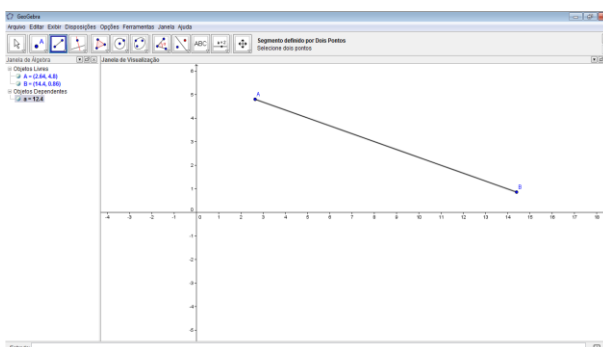 GeoGebra
Arquivo Editar Exibir Disposições Opções Ferramentas Janela Ajuda
A
ABC
a=2
Segmento definido por Dois Pontos
Selecione dois pontos
Janela de Álgebra
Janela de Visualização
Objetos Livres
A = (2.64, 4.8)
B = (14.4, 0.86)
Objetos Dependentes
a = 12.4
6
5
4
3
2
1
0
-1
-2
-3
-4
-5
-4 -3 -2 -1 0 1 2 3 4 5 6 7 8 9 10 11 12 13 14 15 16 17 18
A
B